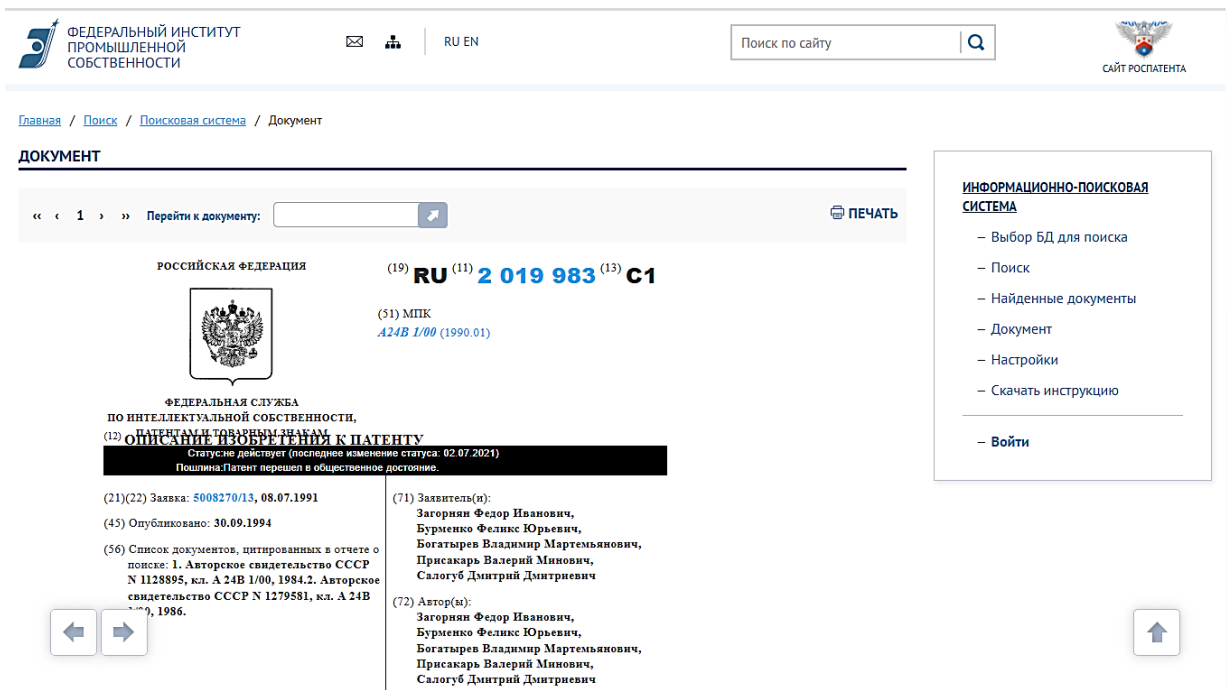 ФЕДЕРАЛЬНЫЙ ИНСТИТУТ
ПРОМЫШЛЕННОЙ
СОБСТВЕННОСТИ
RU EN
Поиск по сайту
САЙТ РОСПАТЕНТА
Главная / Поиск / Поисковая система / Документ
ДОКУМЕНТ
‹‹ ‹ 1 › ›› Перейти к документу:
ПЕЧАТЬ
РОССИЙСКАЯ ФЕДЕРАЦИЯ
(19) RU (11) 2 019 983 (13) C1
(51) МПК
A24B 1/00 (1990.01)
ФЕДЕРАЛЬНАЯ СЛУЖБА
ПО ИНТЕЛЛЕКТУАЛЬНОЙ СОБСТВЕННОСТИ,
ПАТЕНТАМ И ТОВАРНЫМ ЗНАКАМ
(12) ОПИСАНИЕ ИЗОБРЕТЕНИЯ К ПАТЕНТУ
Статус:не действует (последнее изменение статуса: 02.07.2021)
Пошлина:Патент перешел в общественное достояние.
(21)(22) Заявка: 5008270/13, 08.07.1991
(45) Опубликовано: 30.09.1994
(56) Список документов, цитированных в отчете о
поиске: 1. Авторское свидетельство СССР
N 1128895, кл. A 24B 1/00, 1984.2. Авторское
свидетельство СССР N 1279581, кл. A 24B
1/00, 1986.
(71) Заявитель(и):
Загорнян Федор Иванович,
Бурменко Феликс Юрьевич,
Богатырев Владимир Мартемьянович,
Присакарь Валерий Минович,
Салогуб Дмитрий Дмитриевич
(72) Автор(ы):
Загорнян Федор Иванович,
Бурменко Феликс Юрьевич,
Богатырев Владимир Мартемьянович,
Присакарь Валерий Минович,
Салогуб Дмитрий Дмитриевич
ИНФОРМАЦИОННО-ПОИСКОВАЯ
СИСТЕМА
– Выбор БД для поиска
– Поиск
– Найденные документы
– Документ
– Настройки
– Скачать инструкцию
– Войти